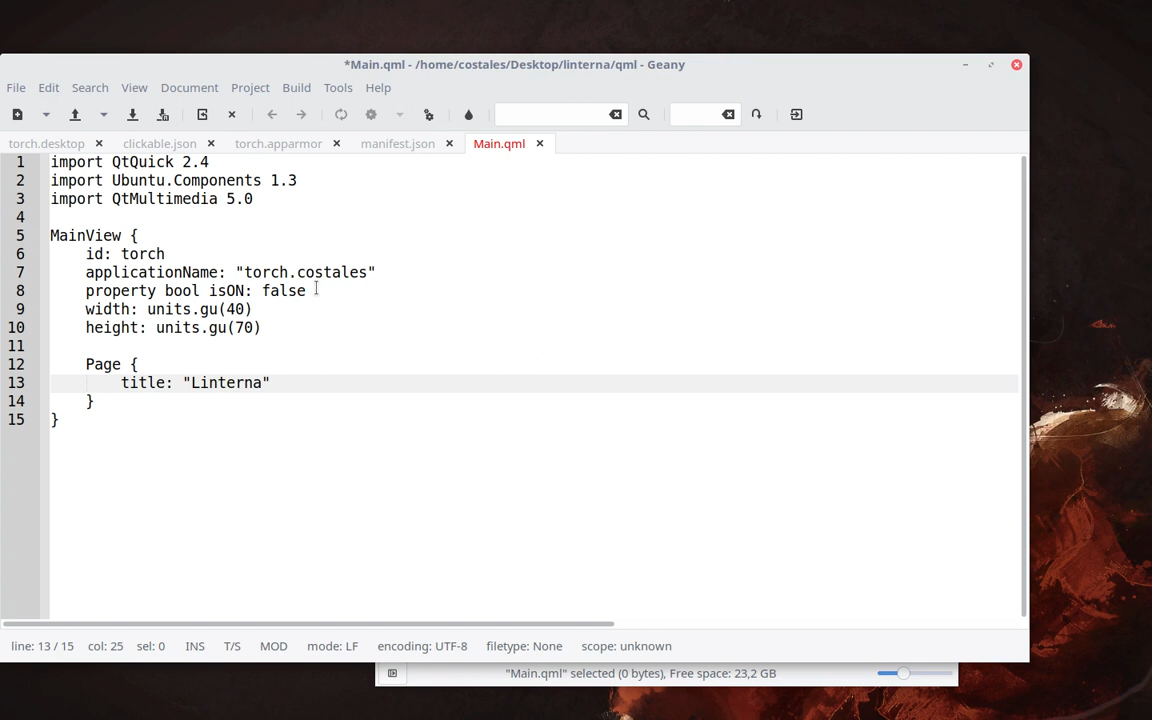 *Main.qml - /home/costales/Desktop/linterna/qml - Geany
File Edit Search View Document Project Build Tools Help
torch.desktop clickable.json torch.apparmor manifest.json Main.qml
1 import QtQuick 2.4
2 import Ubuntu.Components 1.3
3 import QtMultimedia 5.0
4
5 MainView {
6 id: torch
7 applicationName: "torch.costales"
8 property bool isON: false
9 width: units.gu(40)
10 height: units.gu(70)
11
12 Page {
13 title: "Linterna"
14 }
15 }
line: 13 / 15 col: 25 sel: 0 INS T/S MOD mode: LF encoding: UTF-8 filetype: None scope: unknown
"Main.qml" selected (0 bytes), Free space: 23,2 GB